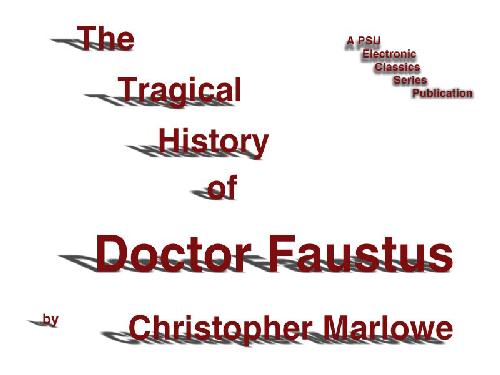 The
Tragical
History
of
Doctor Faustus
by
Christopher Marlowe
A PSU
Electronic
Classics
Series
Publication